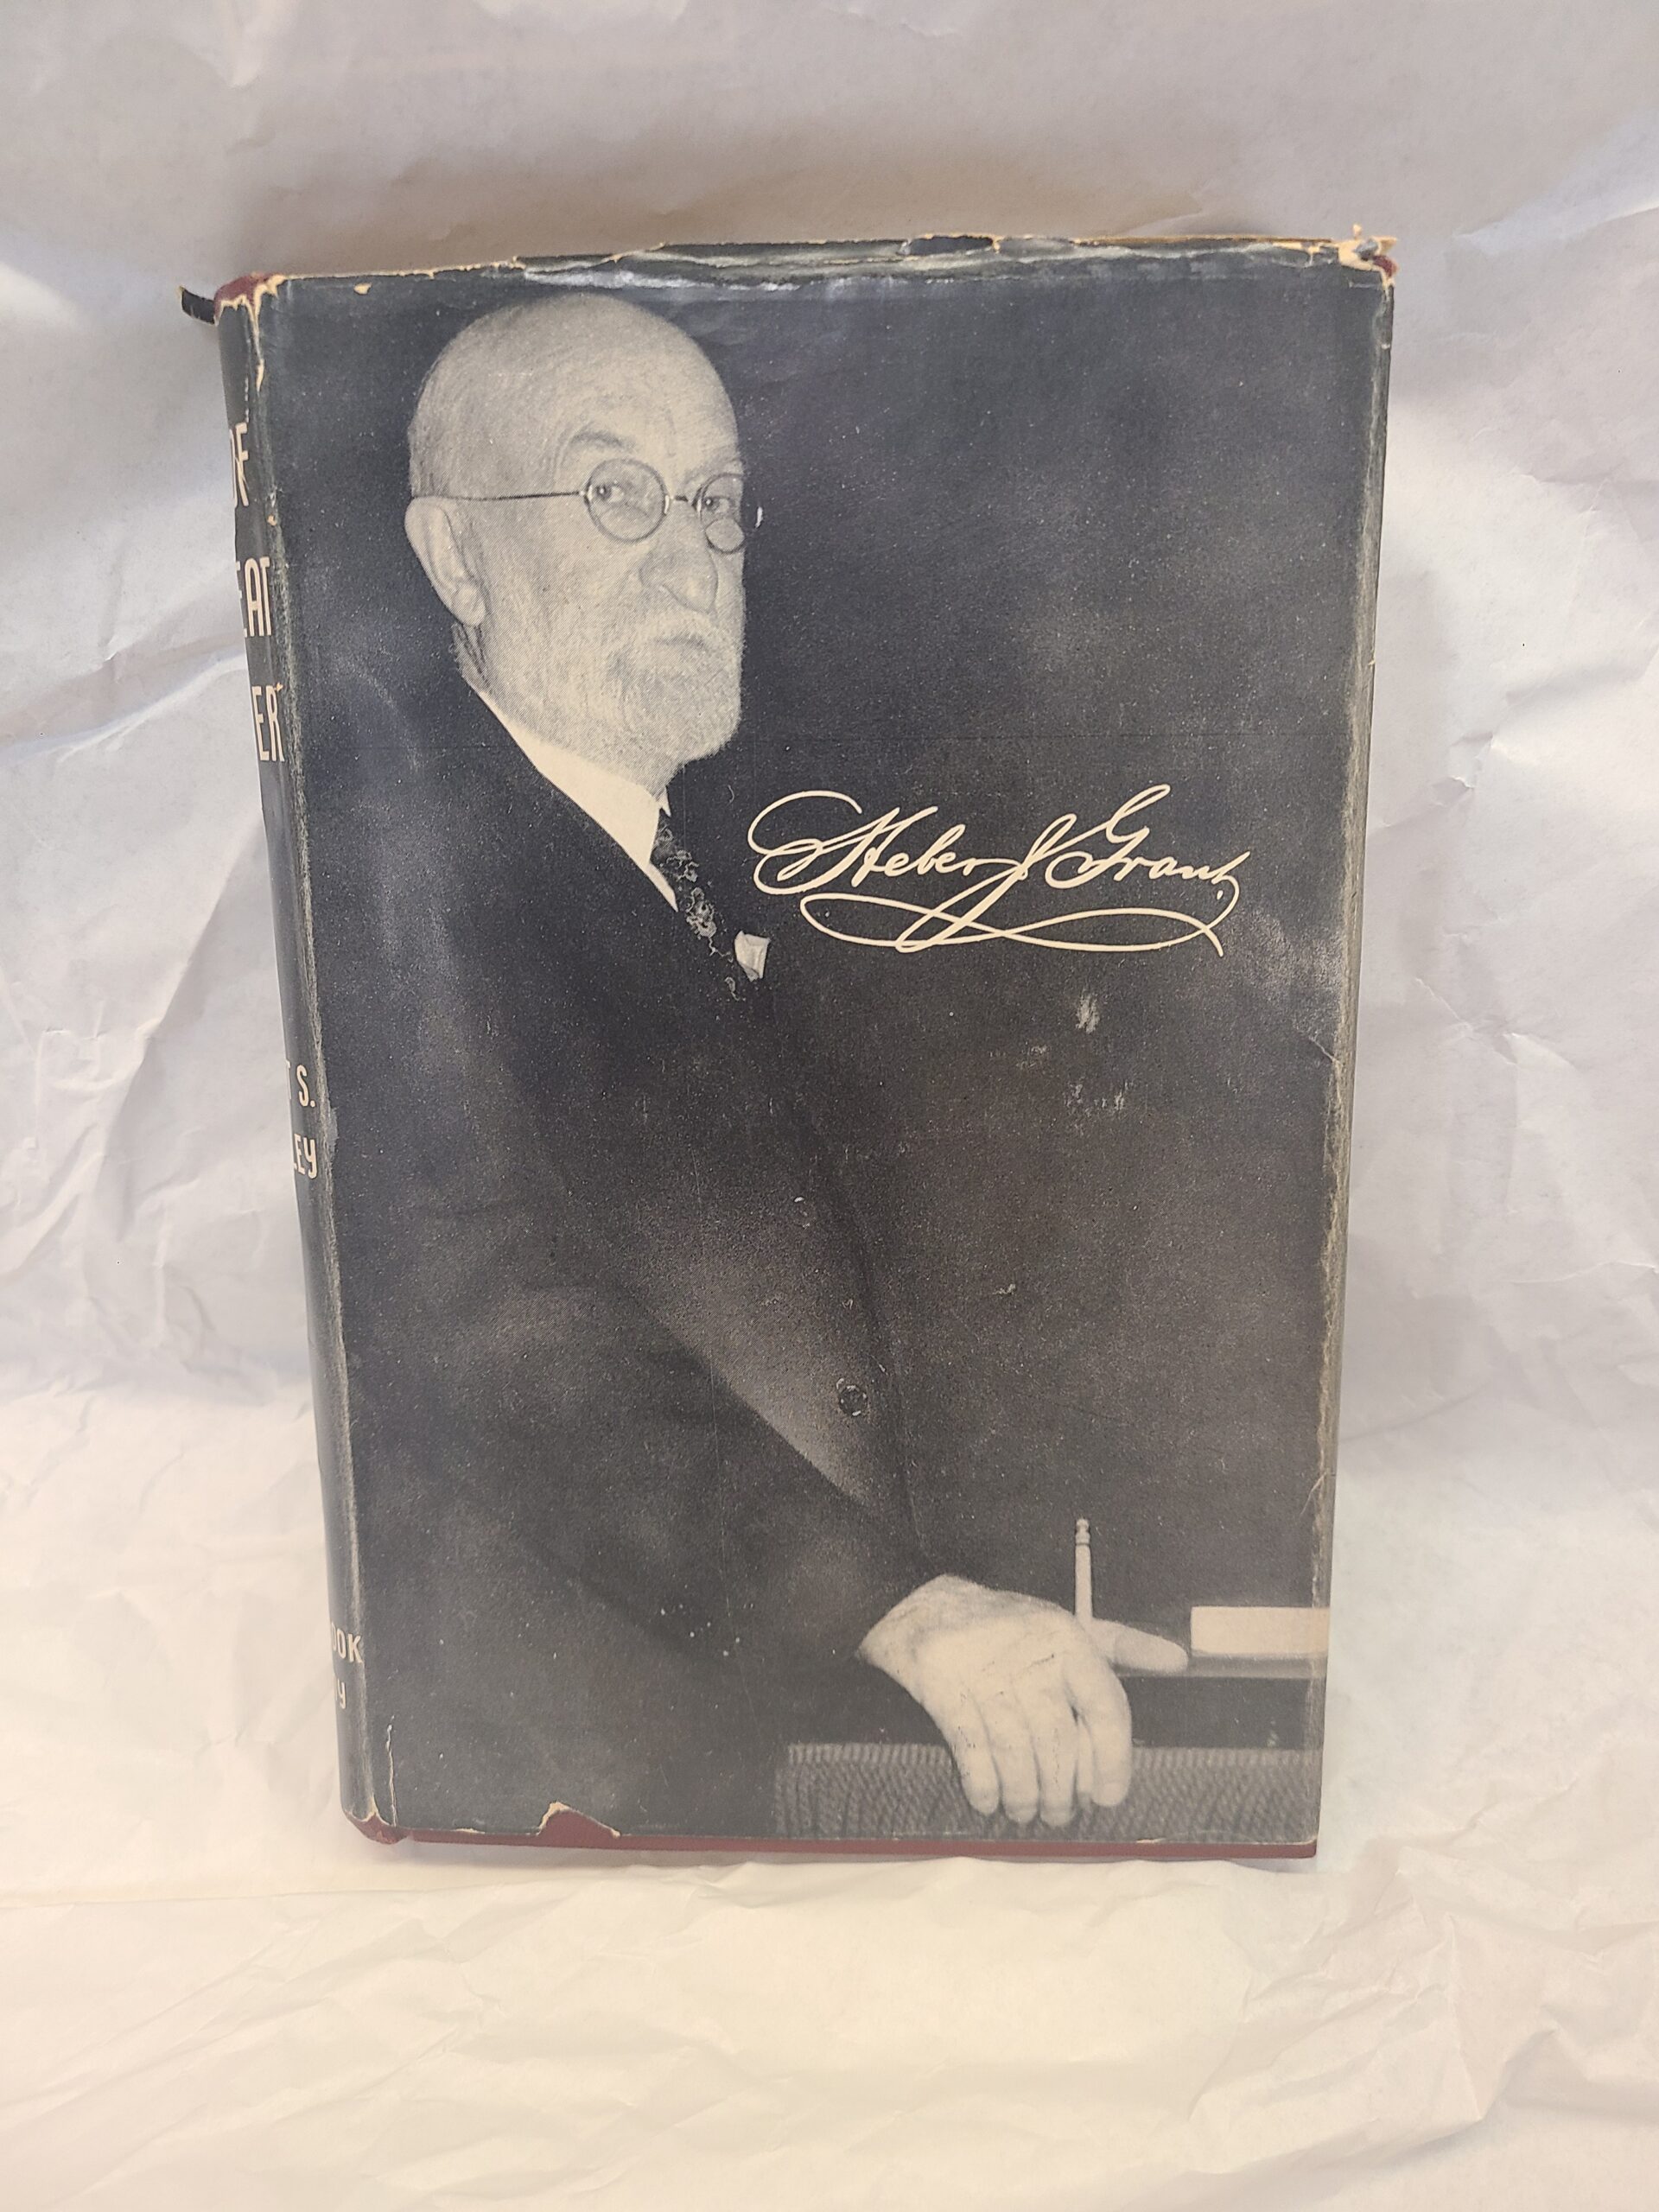 Heber J. Grant
OF
EAT
ER
T S.
LEY
OOK
Y